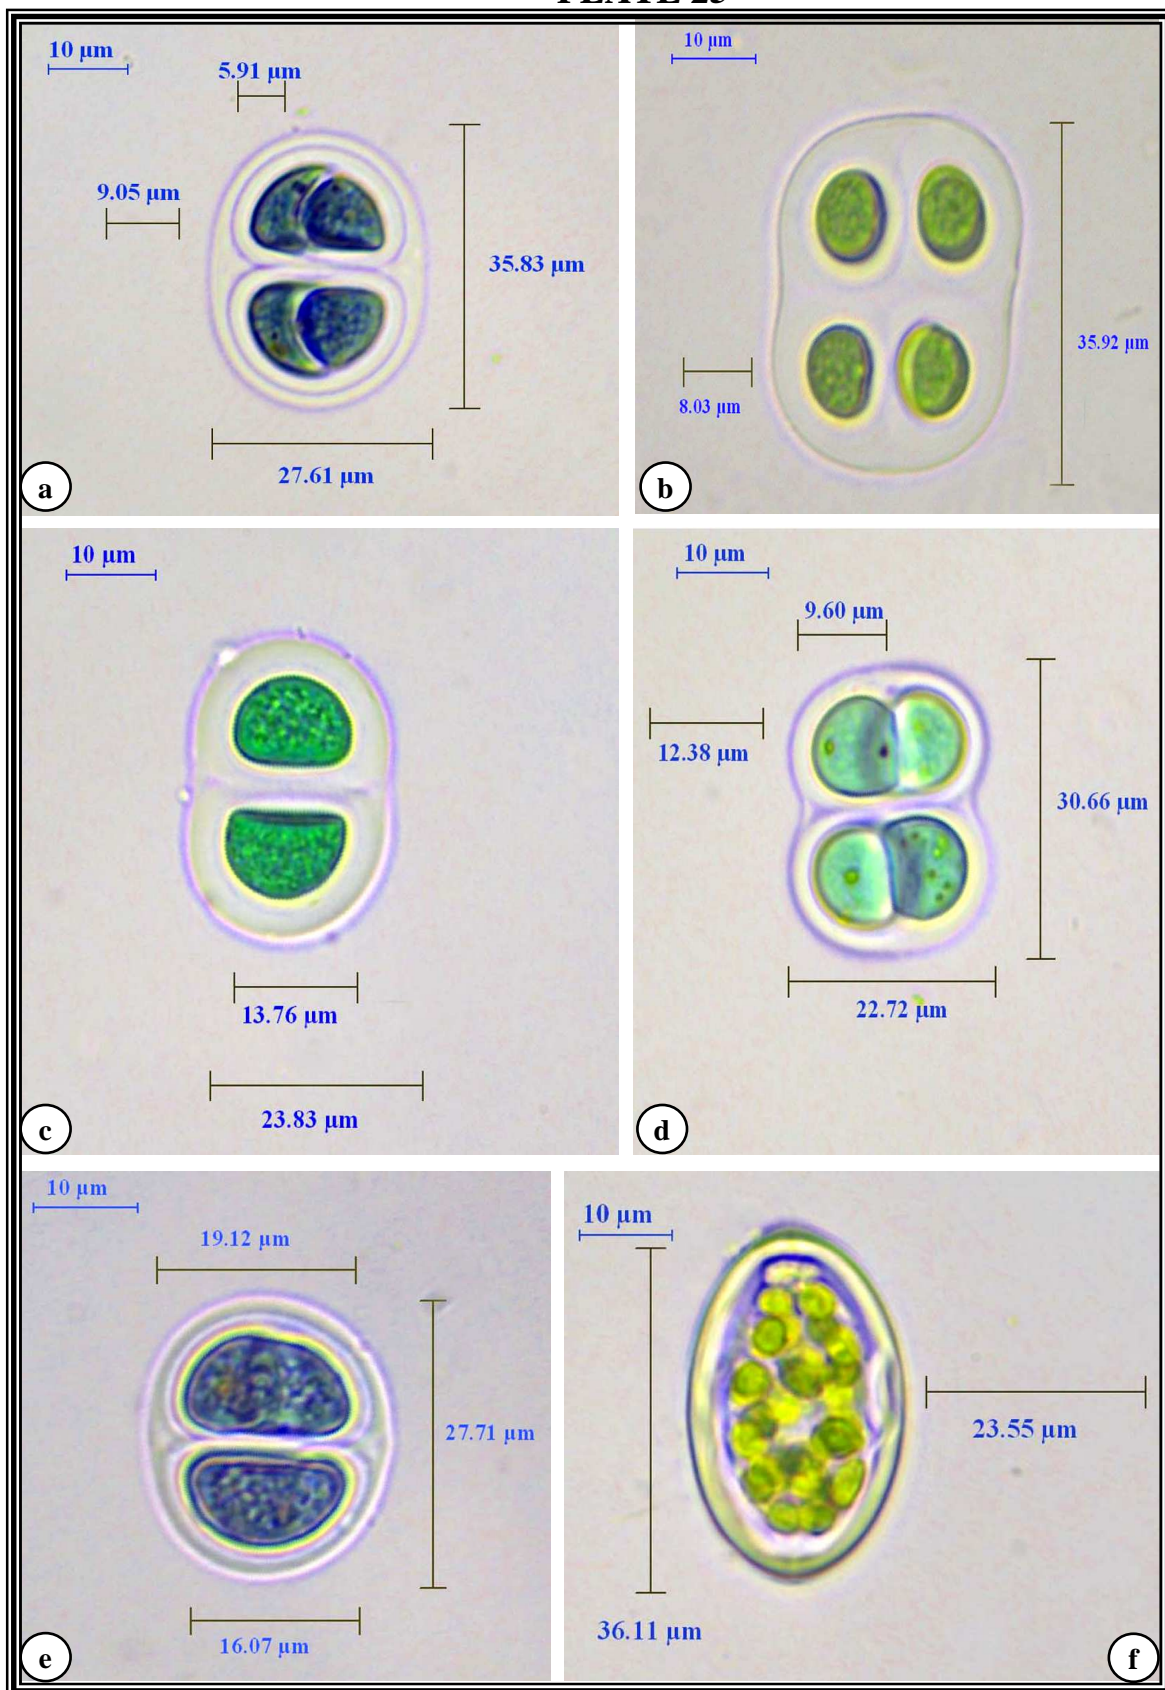 PLATE 23
10 µm
5.91 µm
9.05 µm
35.83 µm
27.61 µm
a
10 µm
35.92 µm
8.03 µm
b
10 µm
13.76 µm
23.83 µm
c
10 µm
9.60 µm
12.38 µm
30.66 µm
22.72 µm
d
10 µm
19.12 µm
27.71 µm
16.07 µm
e
10 µm
23.55 µm
36.11 µm
f